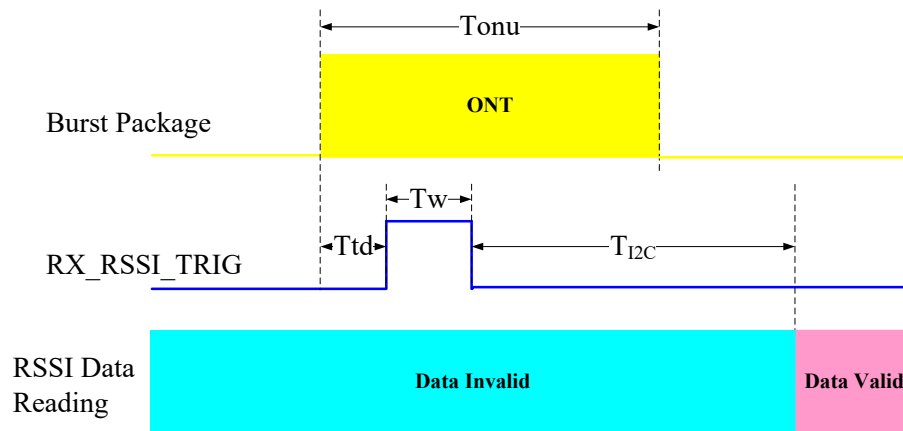 Tonu
ONT
Burst Package
Tw
Ttd
TI2C
RX_RSSI_TRIG
RSSI Data
Reading
Data Invalid
Data Valid